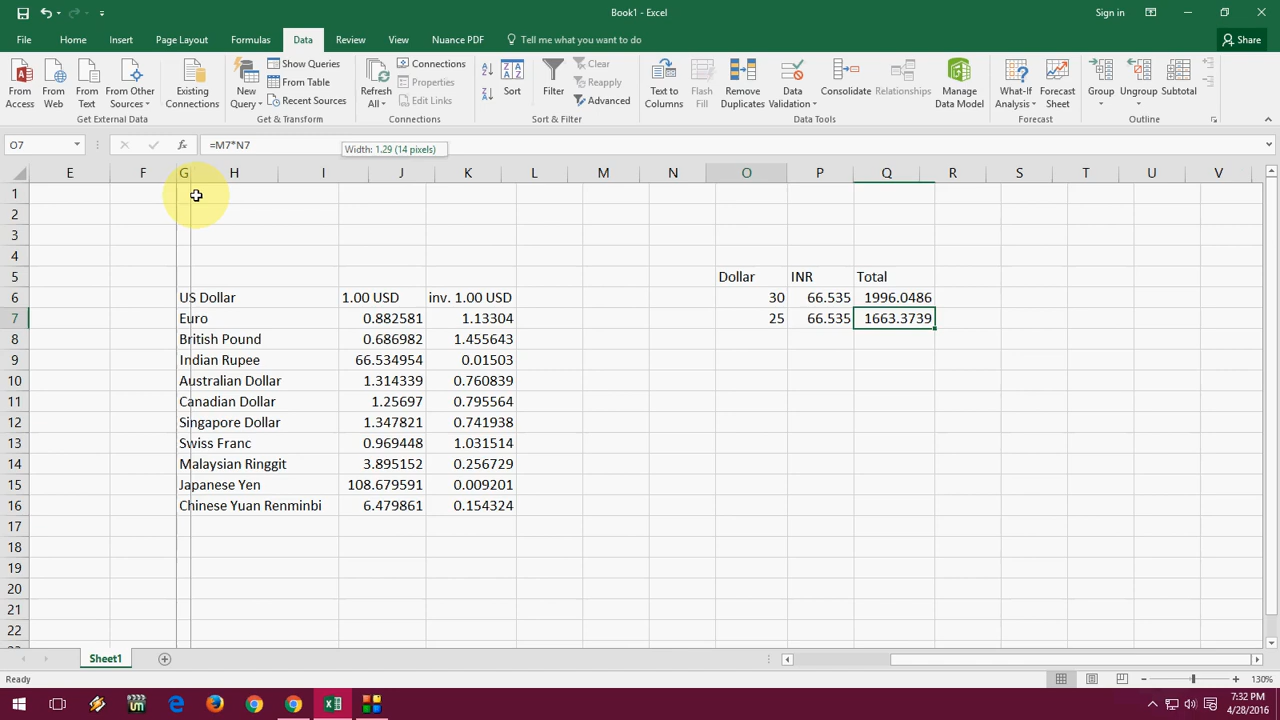 Book1 - Excel
Sign in
File Home Insert Page Layout Formulas Data Review View Nuance PDF Tell me what you want to do Share
From Access
From Web
From Text
From Other Sources
Existing Connections
Get External Data
New Query
Show Queries
From Table
Recent Sources
Get & Transform
Refresh All
Connections
Properties
Edit Links
Connections
Sort
Filter
Clear
Reapply
Advanced
Sort & Filter
Text to Columns
Flash Fill
Remove Duplicates
Data Validation
Consolidate
Relationships
Manage Data Model
Data Tools
What-If Analysis
Forecast Sheet
Forecast
Group
Ungroup
Subtotal
Outline
O7 fx =M7*N7
Width: 1.29 (14 pixels)
E F G H I J K L M N O P Q R S T U V
1
2
3
4
5 Dollar INR Total
6 US Dollar 1.00 USD inv. 1.00 USD 30 66.535 1996.0486
7 Euro 0.882581 1.13304 25 66.535 1663.3739
8 British Pound 0.686982 1.455643
9 Indian Rupee 66.534954 0.01503
10 Australian Dollar 1.314339 0.760839
11 Canadian Dollar 1.25697 0.795564
12 Singapore Dollar 1.347821 0.741938
13 Swiss Franc 0.969448 1.031514
14 Malaysian Ringgit 3.895152 0.256729
15 Japanese Yen 108.679591 0.009201
16 Chinese Yuan Renminbi 6.479861 0.154324
17
18
19
20
21
22
Sheet1
Ready
130%
7:32 PM
4/28/2016